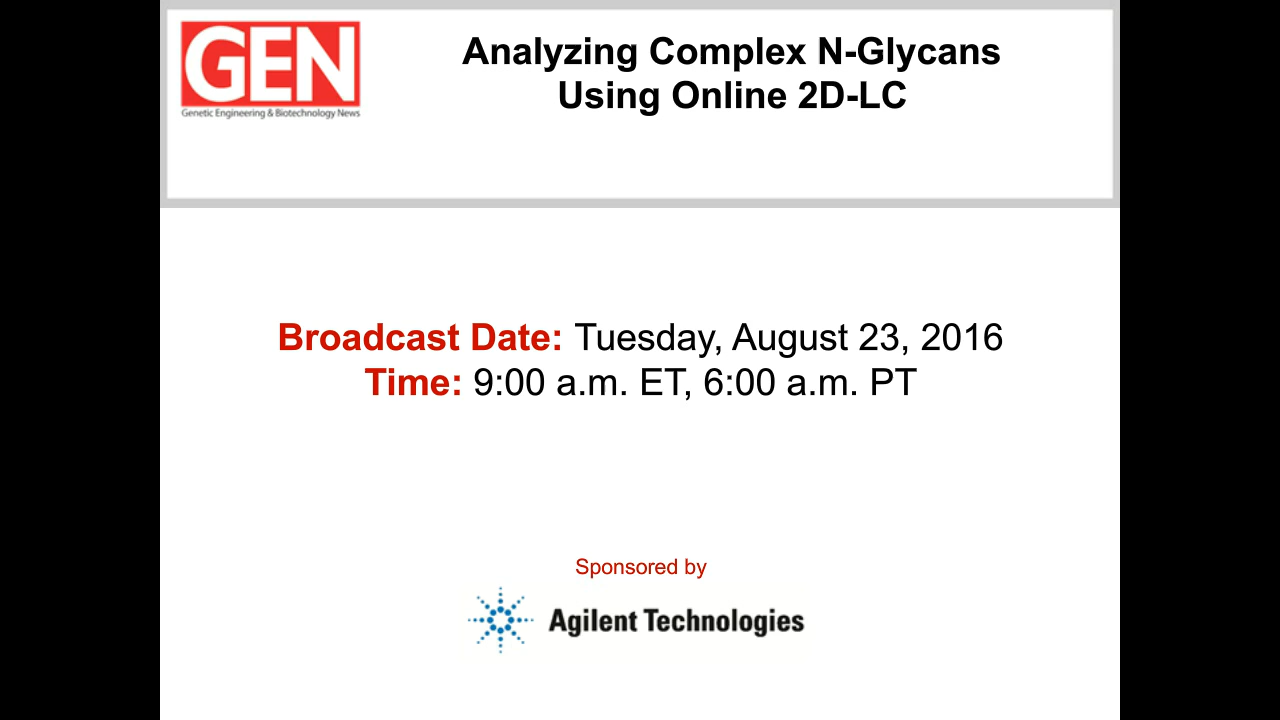 GEN
Genetic Engineering & Biotechnology News
Analyzing Complex N-Glycans
Using Online 2D-LC
Broadcast Date: Tuesday, August 23, 2016
Time: 9:00 a.m. ET, 6:00 a.m. PT
Sponsored by
Agilent Technologies